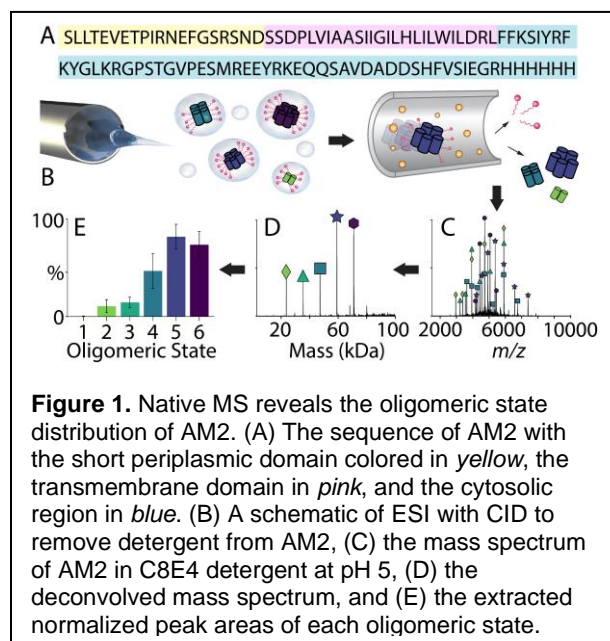 A SLLTEVETPIRNEFGSRSNDSSDPLVIAASIIGILHLILWILDRLFFKSIYRF
KYGLKRGPSTGVPESMREEYRKEQQSAVDADDSHFVSIEGRHHHHHH
B
E
100
%
0
1 2 3 4 5 6
Oligomeric State
D
20 60 100
Mass (kDa)
C
2000 6000 10000
m/z
Figure 1. Native MS reveals the oligomeric state
distribution of AM2. (A) The sequence of AM2 with
the short periplasmic domain colored in yellow, the
transmembrane domain in pink, and the cytosolic
region in blue. (B) A schematic of ESI with CID to
remove detergent from AM2, (C) the mass spectrum
of AM2 in C8E4 detergent at pH 5, (D) the
deconvolved mass spectrum, and (E) the extracted
normalized peak areas of each oligomeric state.